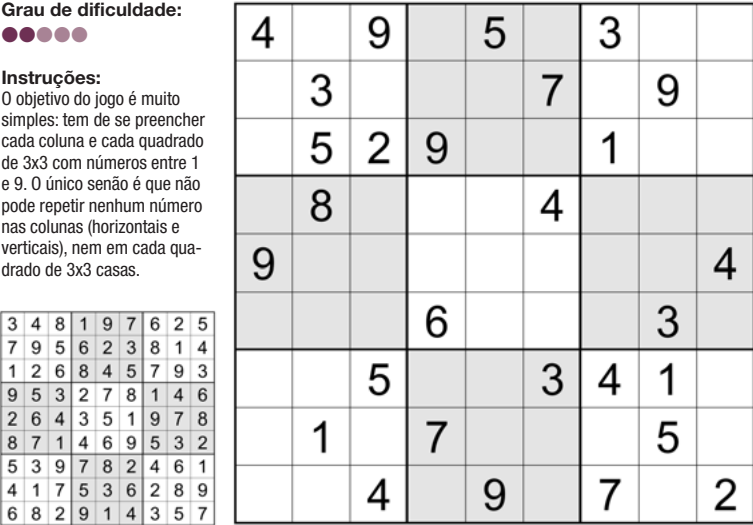 Grau de dificuldade:
Instruções:
O objetivo do jogo é muito
simples: tem de se preencher
cada coluna e cada quadrado
de 3x3 com números entre 1
e 9. O único senão é que não
pode repetir nenhum número
nas colunas (horizontais e
verticais), nem em cada qua-
drado de 3x3 casas.
3 4 8 1 9 7 6 2 5
7 9 5 6 2 3 8 1 4
1 2 6 8 4 5 7 9 3
9 5 3 2 7 8 1 4 6
2 6 4 3 5 1 9 7 8
8 7 1 4 6 9 5 3 2
5 3 9 7 8 2 4 6 1
4 1 7 5 3 6 2 8 9
6 8 2 9 1 4 3 5 7
4 9 5 3
3 7 9
5 2 9 1
8 4
9 4
6 3
5 3 4 1
1 7 5
4 9 7 2